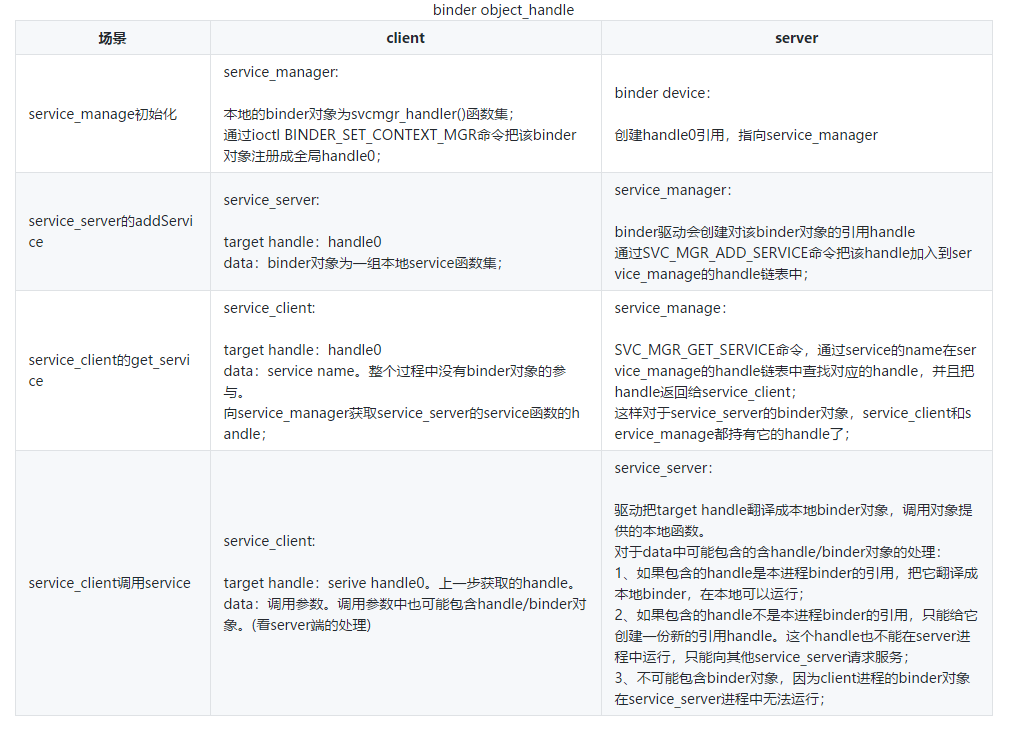 binder object_handle
场景
client
server
service_manage初始化
service_manager:
本地的binder对象为svcmgr_handler()函数集；
通过ioctl BINDER_SET_CONTEXT_MGR命令把该binder
对象注册成全局handle0；
binder device：
创建handle0引用，指向service_manager
service_server的addServi
ce
service_server:
target handle：handle0
data：binder对象为一组本地service函数集；
service_manager：
binder驱动会创建对该binder对象的引用handle
通过SVC_MGR_ADD_SERVICE命令把该handle加入到ser
vice_manage的handle链表中；
service_client的get_servi
ce
service_client:
target handle：handle0
data：service name。整个过程中没有binder对象的参
与。
向service_manager获取service_server的service函数的h
andle；
service_manage：
SVC_MGR_GET_SERVICE命令，通过service的name在ser
vice_manage的handle链表中查找对应的handle，并且把
handle返回给service_client；
这样对于service_server的binder对象，service_client和s
ervice_manage都持有它的handle了；
service_client调用service
service_client:
target handle：serive handle0。上一步获取的handle。
data：调用参数。调用参数中也可能包含handle/binder对
象。(看server端的处理)
service_server：
驱动把target handle翻译成本地binder对象，调用对象提
供的本地函数。
对于data中可能包含的含handle/binder对象的处理：
1、如果包含的handle是本进程binder的引用，把它翻译成
本地binder，在本地可以运行；
2、如果包含的handle不是本进程binder的引用，只能给它
创建一份新的引用handle。这个handle也不能在server进
程中运行，只能向其他service_server请求服务；
3、不可能包含binder对象，因为client进程的binder对象
在service_server进程中无法运行；